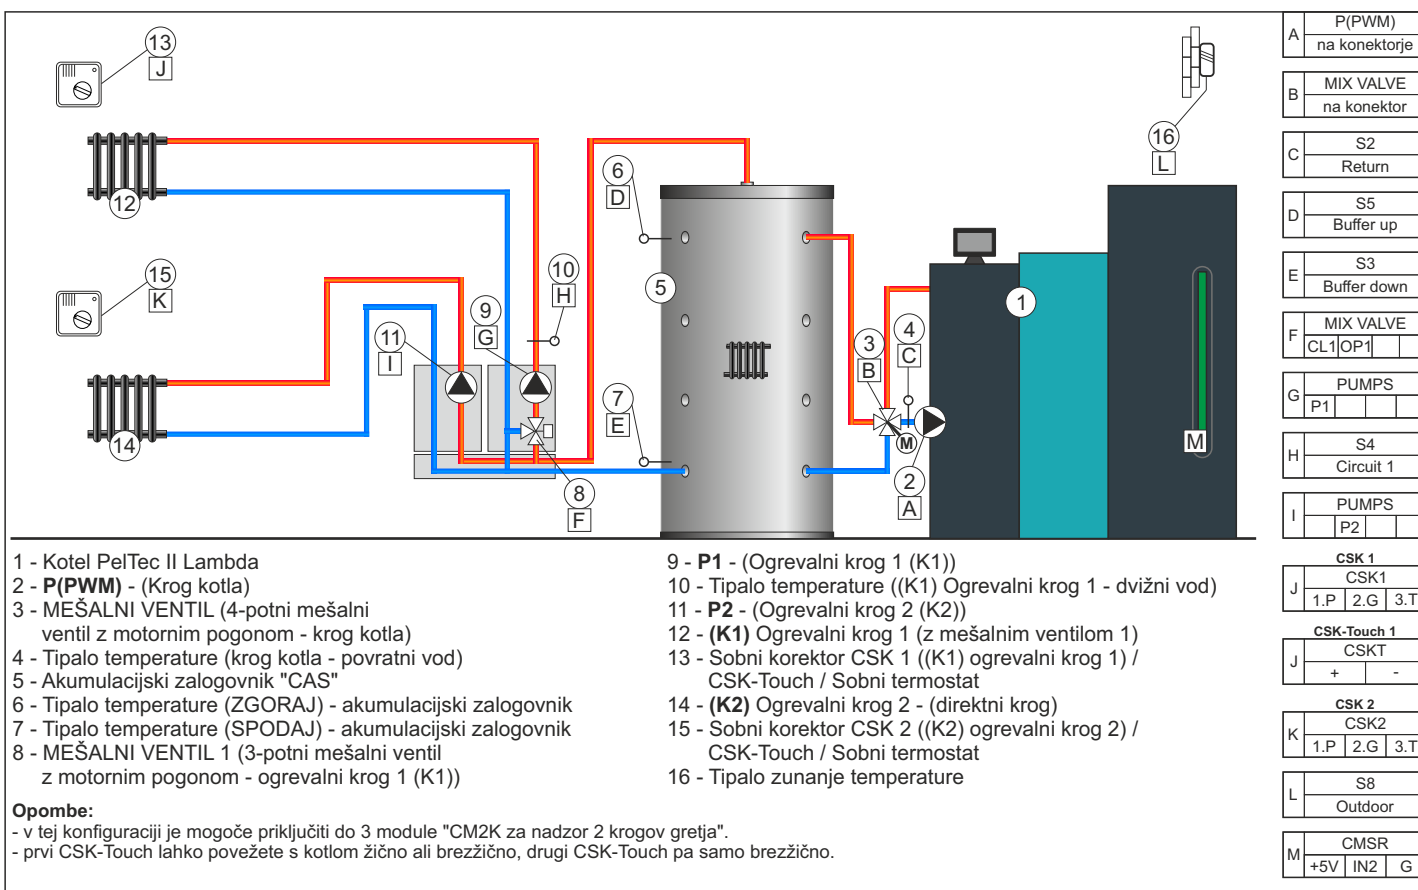 13
J
15
K
12
14
11
I
9
G
10
H
8
F
6
D
5
7
E
3
B
4
C
M
2
A
1
16
L
M
1 - Kotel PelTec II Lambda
2 - P(PWM) - (Krog kotla)
3 - MEŠALNI VENTIL (4-potni mešalni
ventil z motornim pogonom - krog kotla)
4 - Tipalo temperature (krog kotla - povratni vod)
5 - Akumulacijski zalogovnik "CAS"
6 - Tipalo temperature (ZGORAJ) - akumulacijski zalogovnik
7 - Tipalo temperature (SPODAJ) - akumulacijski zalogovnik
8 - MEŠALNI VENTIL 1 (3-potni mešalni ventil
z motornim pogonom - ogrevalni krog 1 (K1))
9 - P1 - (Ogrevalni krog 1 (K1))
10 - Tipalo temperature ((K1) Ogrevalni krog 1 - dvižni vod)
11 - P2 - (Ogrevalni krog 2 (K2))
12 - (K1) Ogrevalni krog 1 (z mešalnim ventilom 1)
13 - Sobni korektor CSK 1 ((K1) ogrevalni krog 1) /
CSK-Touch / Sobni termostat
14 - (K2) Ogrevalni krog 2 - (direktni krog)
15 - Sobni korektor CSK 2 ((K2) ogrevalni krog 2) /
CSK-Touch / Sobni termostat
16 - Tipalo zunanje temperature
Opombe:
- v tej konfiguraciji je mogoče priključiti do 3 module "CM2K za nadzor 2 krogov gretja".
- prvi CSK-Touch lahko povežete s kotlom žično ali brezžično, drugi CSK-Touch pa samo brezžično.
A
P(PWM)
na konektorje
B
MIX VALVE
na konektor
C
S2
Return
D
S5
Buffer up
E
S3
Buffer down
F
MIX VALVE
CL1 OP1
G
PUMPS
P1
H
S4
Circuit 1
I
PUMPS
P2
CSK 1
J
CSK1
1.P 2.G 3.T
CSK-Touch 1
J
CSKT
+ -
CSK 2
K
CSK2
1.P 2.G 3.T
L
S8
Outdoor
M
CMSR
+5V IN2 G